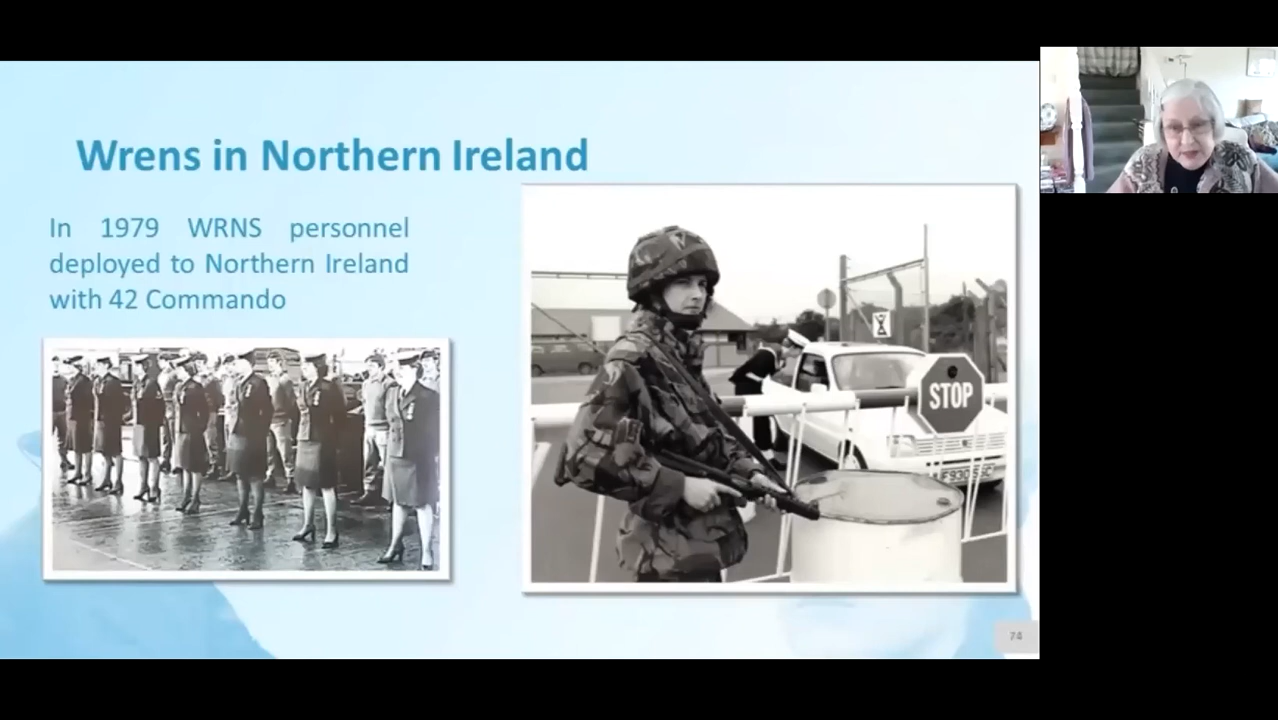 Wrens in Northern Ireland
In 1979 WRNS personnel
deployed to Northern Ireland
with 42 Commando
STOP
74